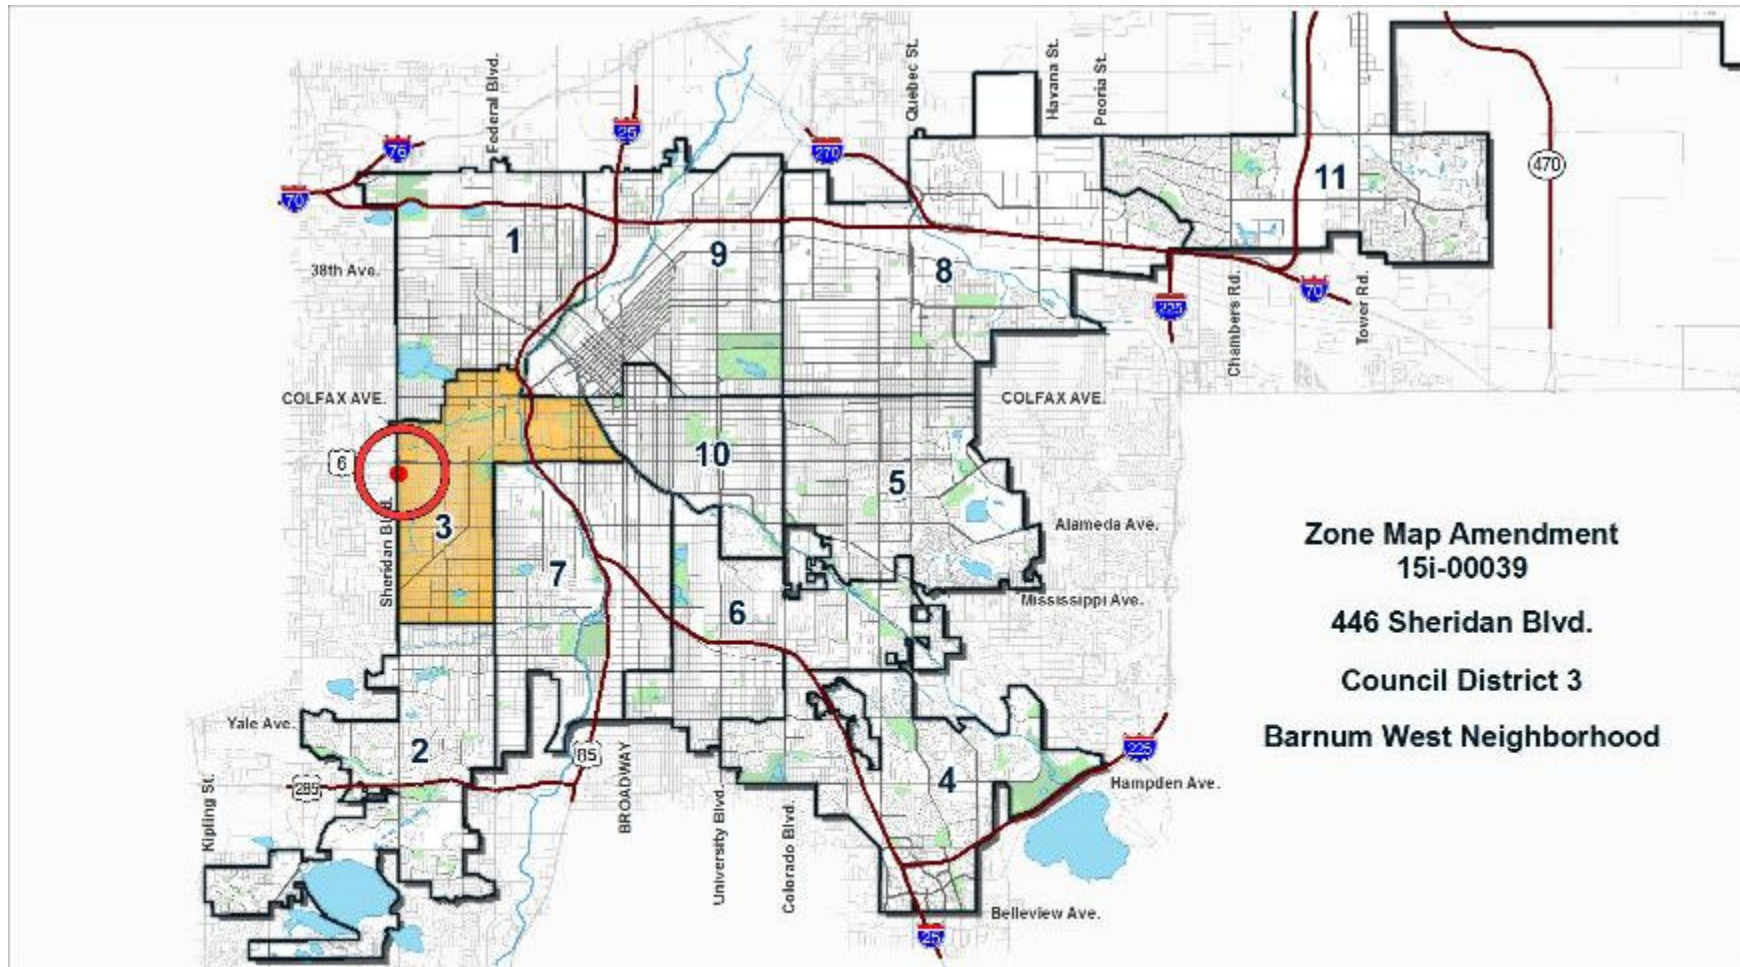 Federal Blvd.
Quebec St.
Havana St.
Peoria St.
76
25
270
470
70
11
1
9
8
38th Ave.
225
70
Chambers Rd.
Tower Rd.
COLFAX AVE.
COLFAX AVE.
6
10
5
3
Sheridan Blvd.
Alameda Ave.
7
Mississippi Ave.
6
Zone Map Amendment
15i-00039
446 Sheridan Blvd.
Council District 3
Barnum West Neighborhood
Yale Ave.
2
85
285
4
225
Hampden Ave.
Kipling St.
BROADWAY
University Blvd.
Colorado Blvd.
Belleview Ave.
25